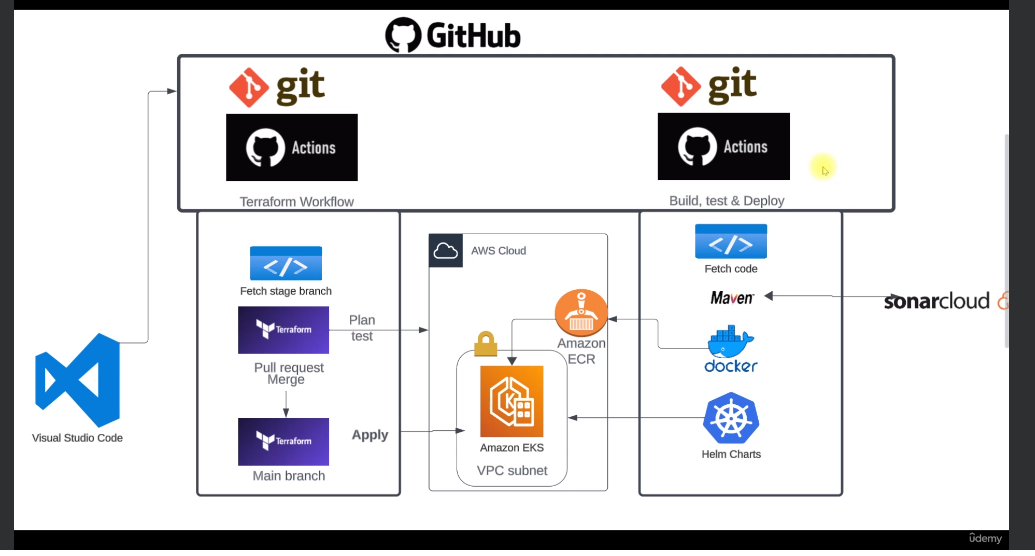 GitHub
git
Actions
Terraform Workflow
git
Actions
Build, test & Deploy
Fetch stage branch
Terraform
Plan
test
Pull request
Merge
Terraform
Apply
Main branch
Visual Studio Code
AWS Cloud
Amazon
ECR
K
Amazon EKS
VPC subnet
Fetch code
Maven
sonarcloud
docker
Helm Charts
udemy